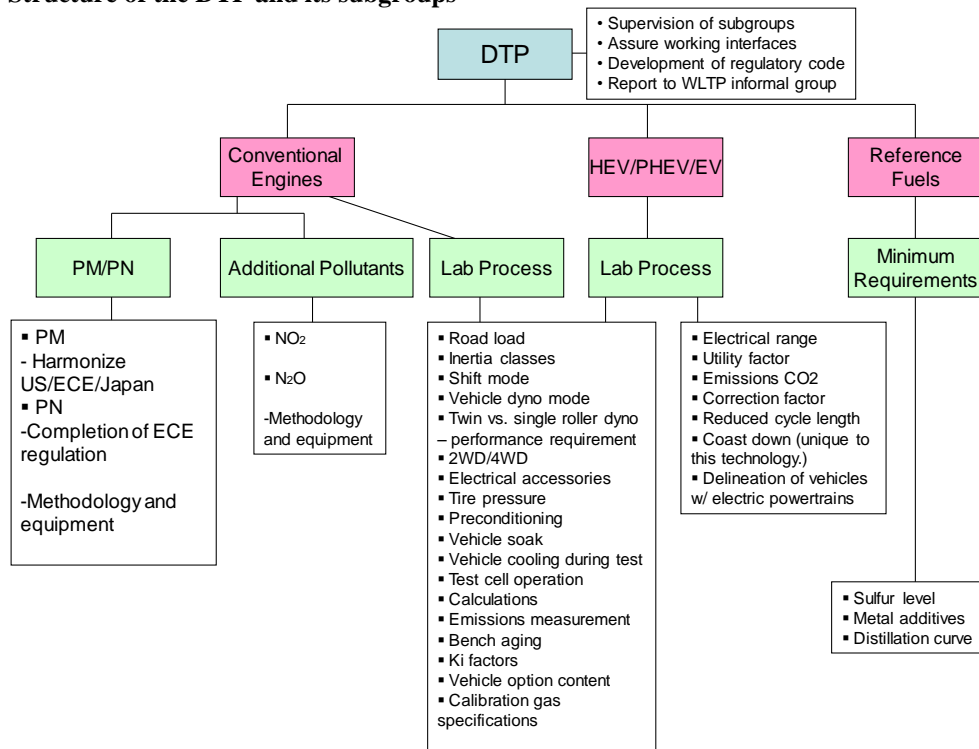 Structure of the DTP and its subgroups
DTP
• Supervision of subgroups
• Assure working interfaces
• Development of regulatory code
• Report to WLTP informal group
Conventional
Engines
HEV/PHEV/EV
Reference
Fuels
PM/PN
Additional Pollutants
Lab Process
Lab Process
Minimum
Requirements
▪ PM
- Harmonize
US/ECE/Japan
▪ PN
-Completion of ECE
regulation
-Methodology and
equipment
▪ NO2
▪ N2O
-Methodology
and equipment
▪ Road load
▪ Inertia classes
▪ Shift mode
▪ Vehicle dyno mode
▪ Twin vs. single roller dyno
– performance requirement
▪ 2WD/4WD
▪ Electrical accessories
▪ Tire pressure
▪ Preconditioning
▪ Vehicle soak
▪ Vehicle cooling during test
▪ Test cell operation
▪ Calculations
▪ Emissions measurement
▪ Bench aging
▪ Ki factors
▪ Vehicle option content
▪ Calibration gas
specifications
▪ Electrical range
▪ Utility factor
▪ Emissions CO2
▪ Correction factor
▪ Reduced cycle length
▪ Coast down (unique to
this technology.)
▪ Delineation of vehicles
w/ electric powertrains
▪ Sulfur level
▪ Metal additives
▪ Distillation curve